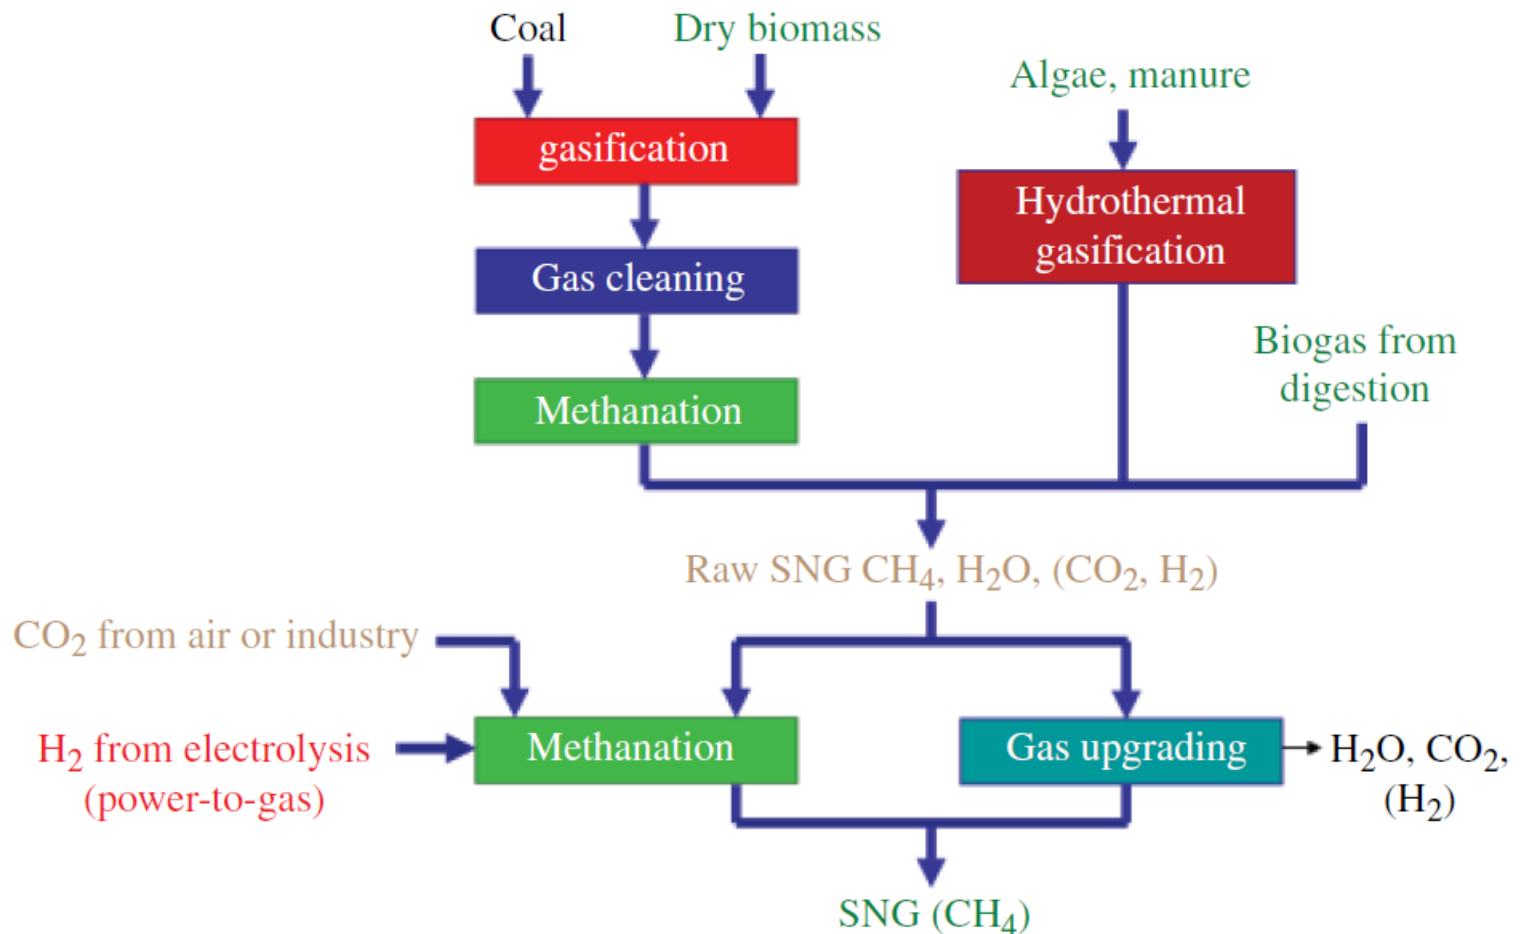 Coal
Dry biomass
Algae, manure
gasification
Hydrothermal
gasification
Gas cleaning
Biogas from
digestion
Methanation
Raw SNG CH₄, H₂O, (CO₂, H₂)
CO₂ from air or industry
H₂ from electrolysis
(power-to-gas)
Methanation
Gas upgrading
H₂O, CO₂,
(H₂)
SNG (CH₄)